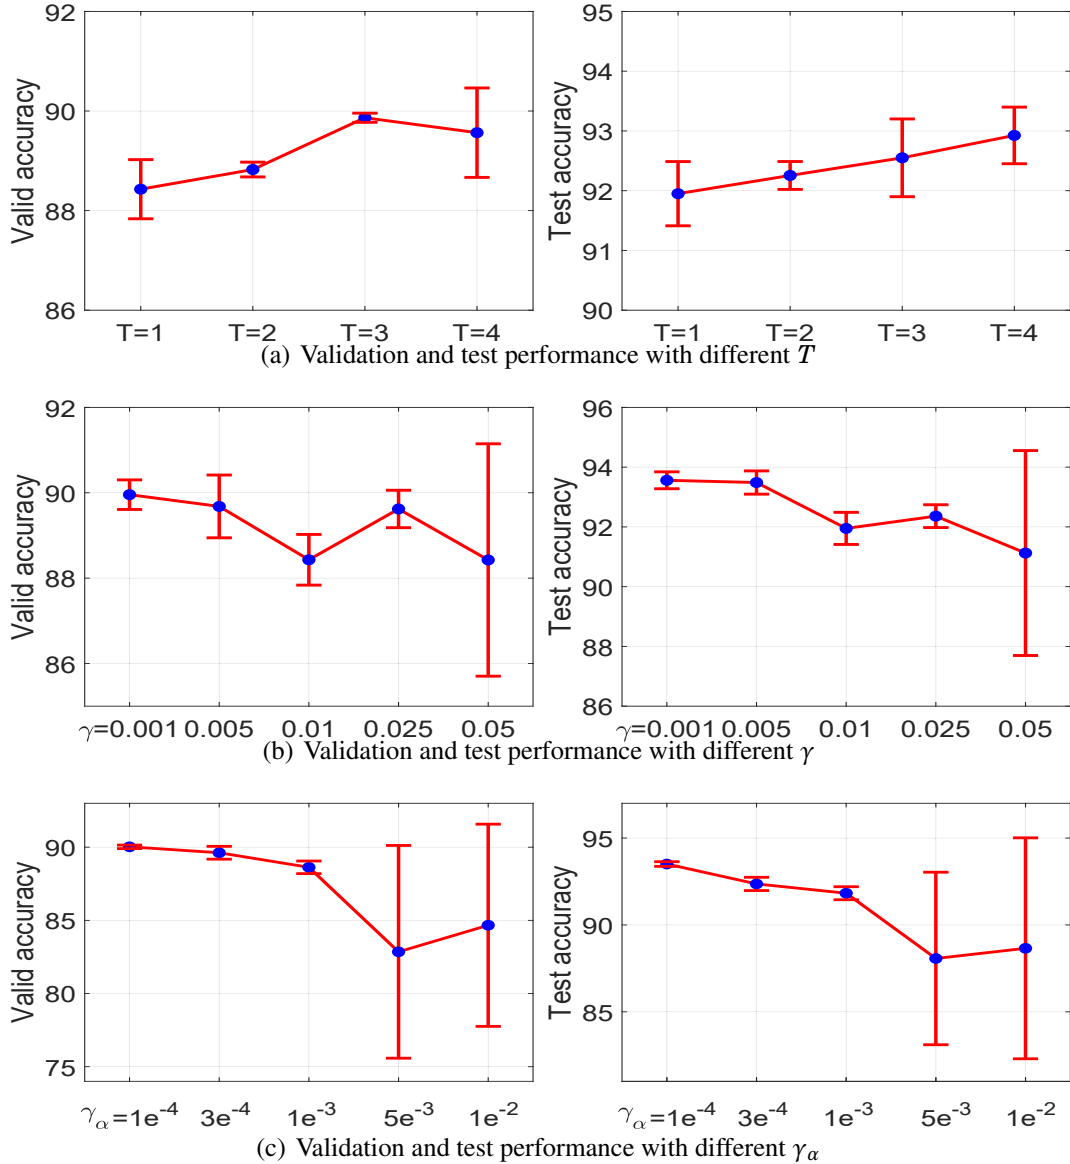 92
90
88
86
Valid accuracy
T=1 T=2 T=3 T=4
95
94
93
92
91
90
Test accuracy
T=1 T=2 T=3 T=4
(a) Validation and test performance with different T
92
90
88
86
Valid accuracy
γ=0.001 0.005 0.01 0.025 0.05
96
94
92
90
88
86
Test accuracy
γ=0.001 0.005 0.01 0.025 0.05
(b) Validation and test performance with different γ
90
85
80
75
Valid accuracy
γ_α=1e⁻⁴ 3e⁻⁴ 1e⁻³ 5e⁻³ 1e⁻²
95
90
85
Test accuracy
γ_α=1e⁻⁴ 3e⁻⁴ 1e⁻³ 5e⁻³ 1e⁻²
(c) Validation and test performance with different γ_α